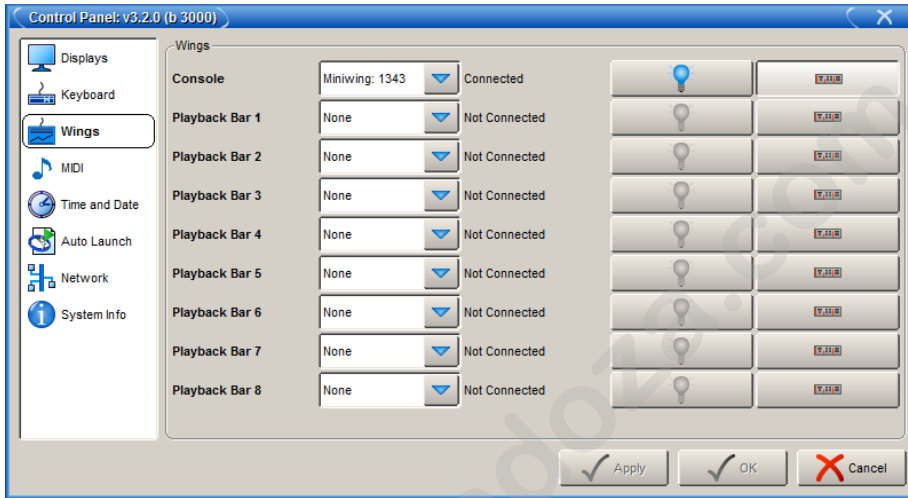 Control Panel: v3.2.0 (b 3000)
Displays
Keyboard
Wings
MIDI
Time and Date
Auto Launch
Network
System Info
Wings
Console Miniwing: 1343 Connected
Playback Bar 1 None Not Connected
Playback Bar 2 None Not Connected
Playback Bar 3 None Not Connected
Playback Bar 4 None Not Connected
Playback Bar 5 None Not Connected
Playback Bar 6 None Not Connected
Playback Bar 7 None Not Connected
Playback Bar 8 None Not Connected
Apply OK Cancel